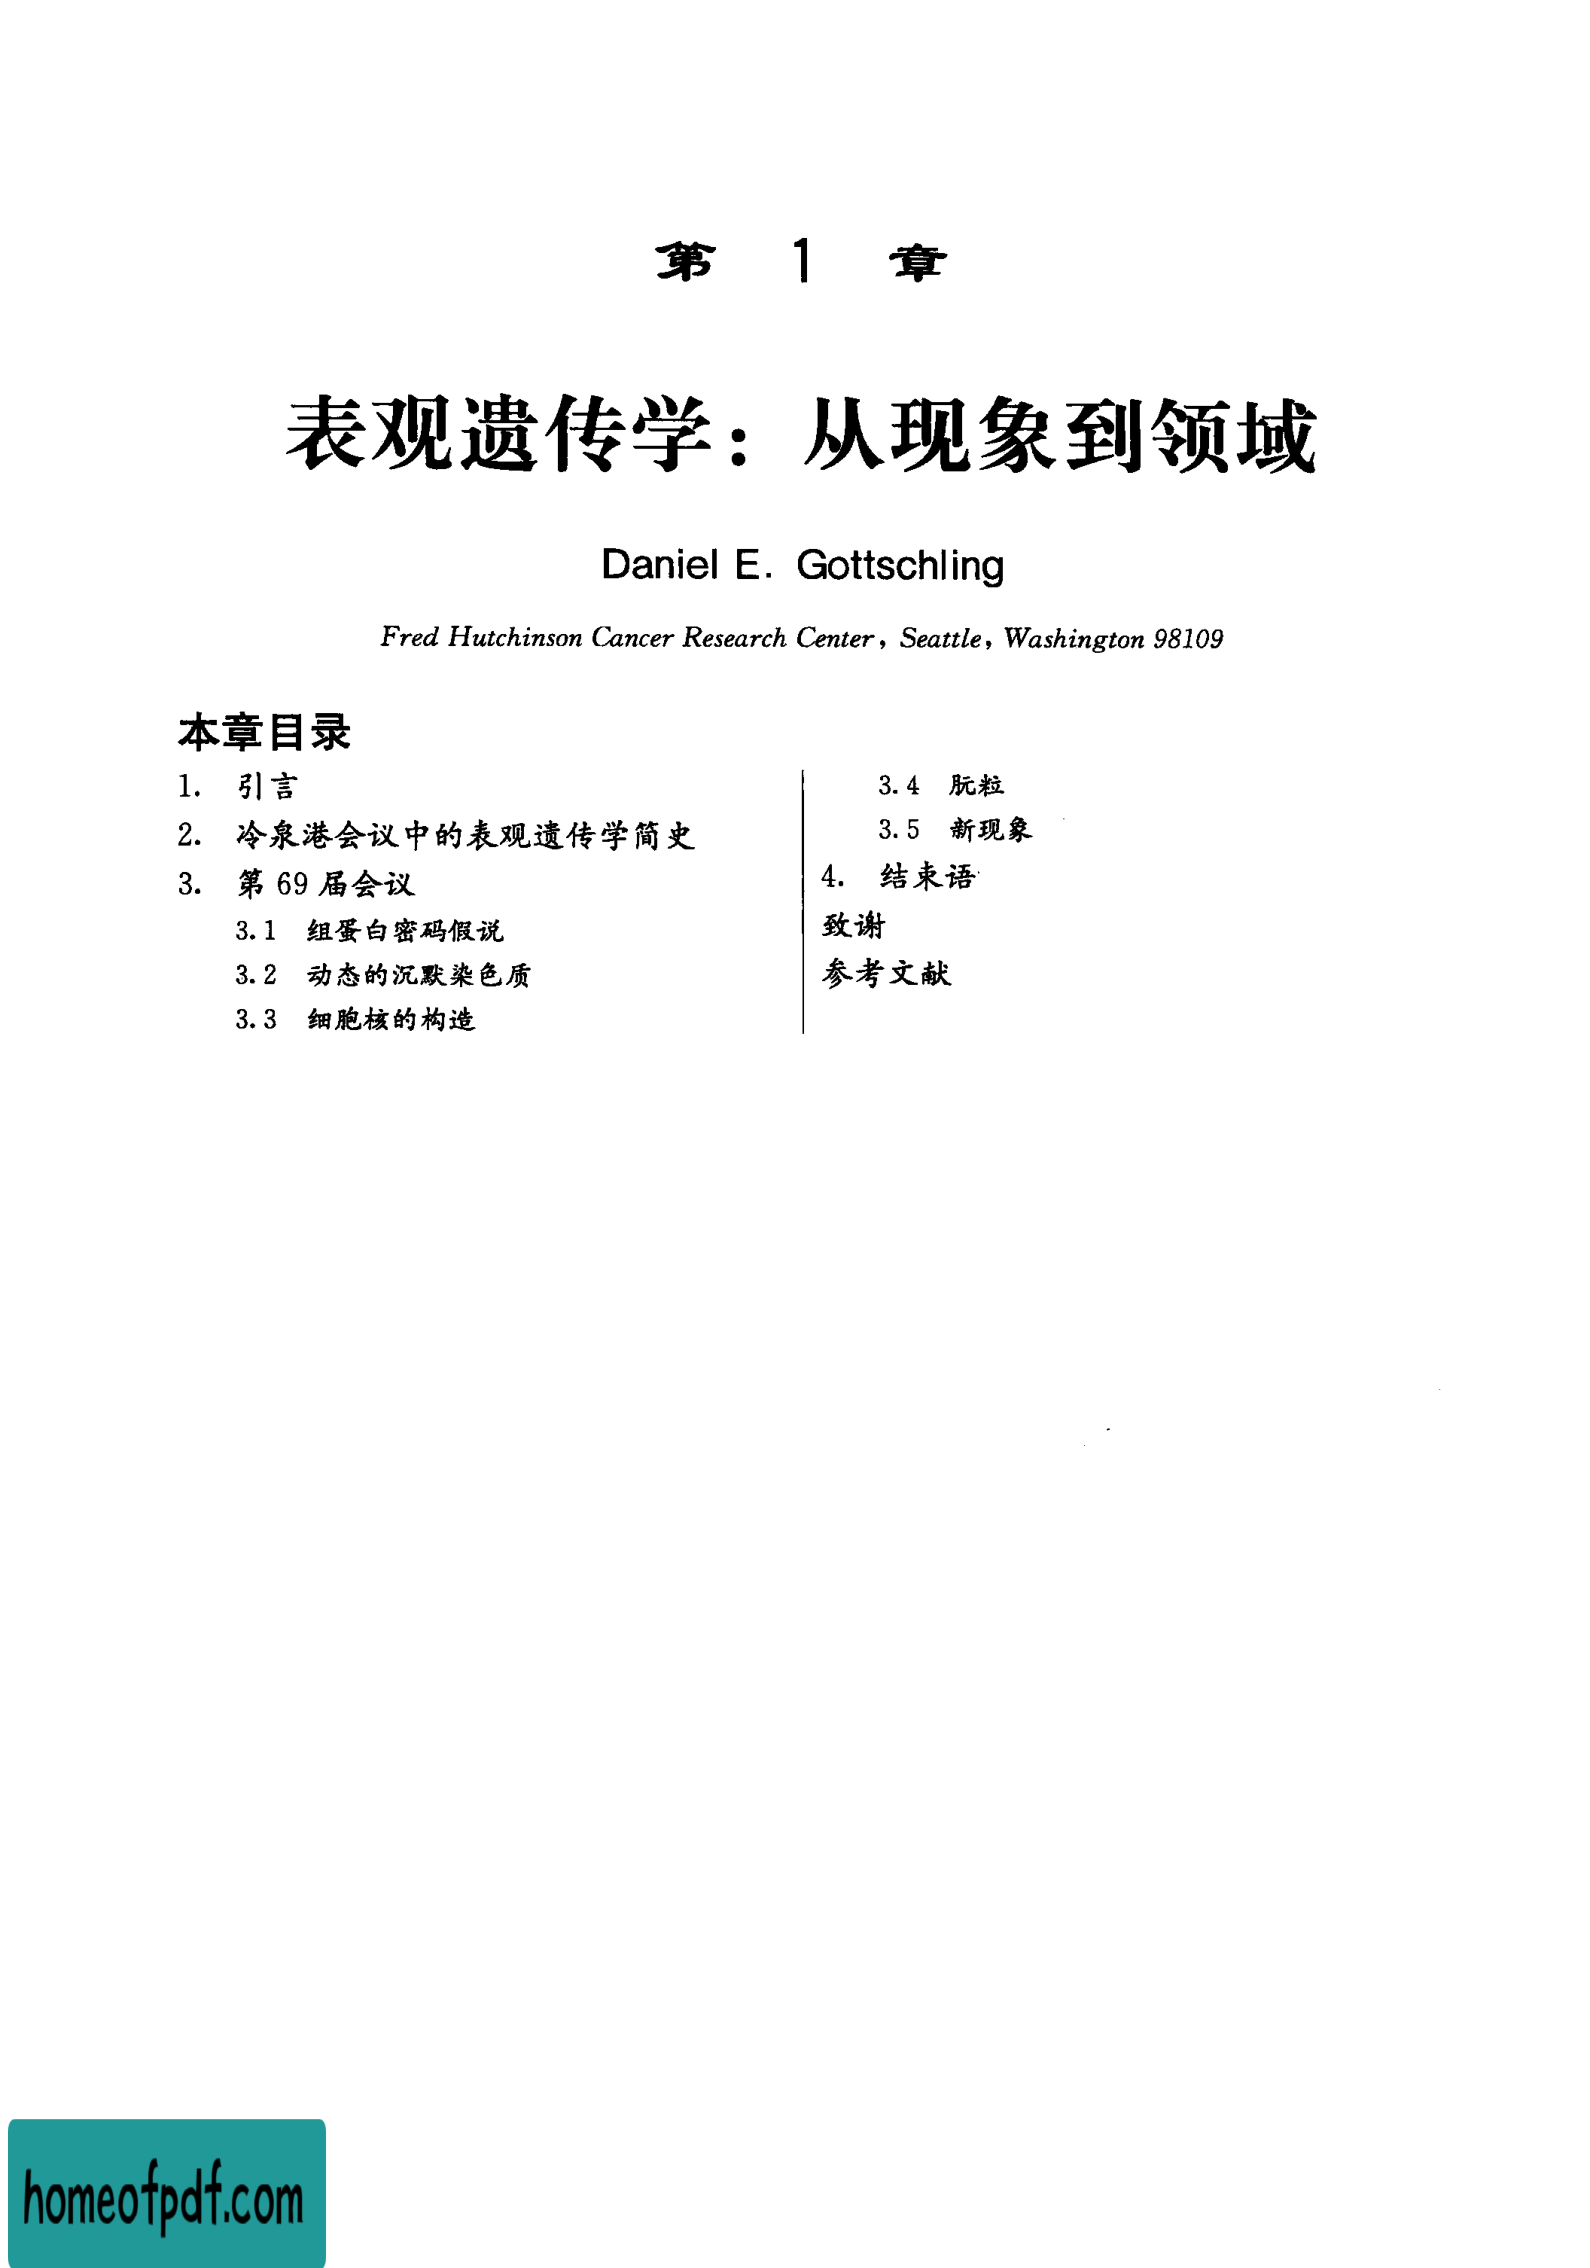 第 1 章
表观遗传学：从现象到领域
Daniel E. Gottschling
Fred Hutchinson Cancer Research Center, Seattle, Washington 98109
本章目录
1. 引言
2. 冷泉港会议中的表观遗传学简史
3. 第 69 届会议
3.1 组蛋白密码假说
3.2 动态的沉默染色质
3.3 细胞核的构造
3.4 朊粒
3.5 新现象
4. 结束语
致谢
参考文献
homeofpdf.com